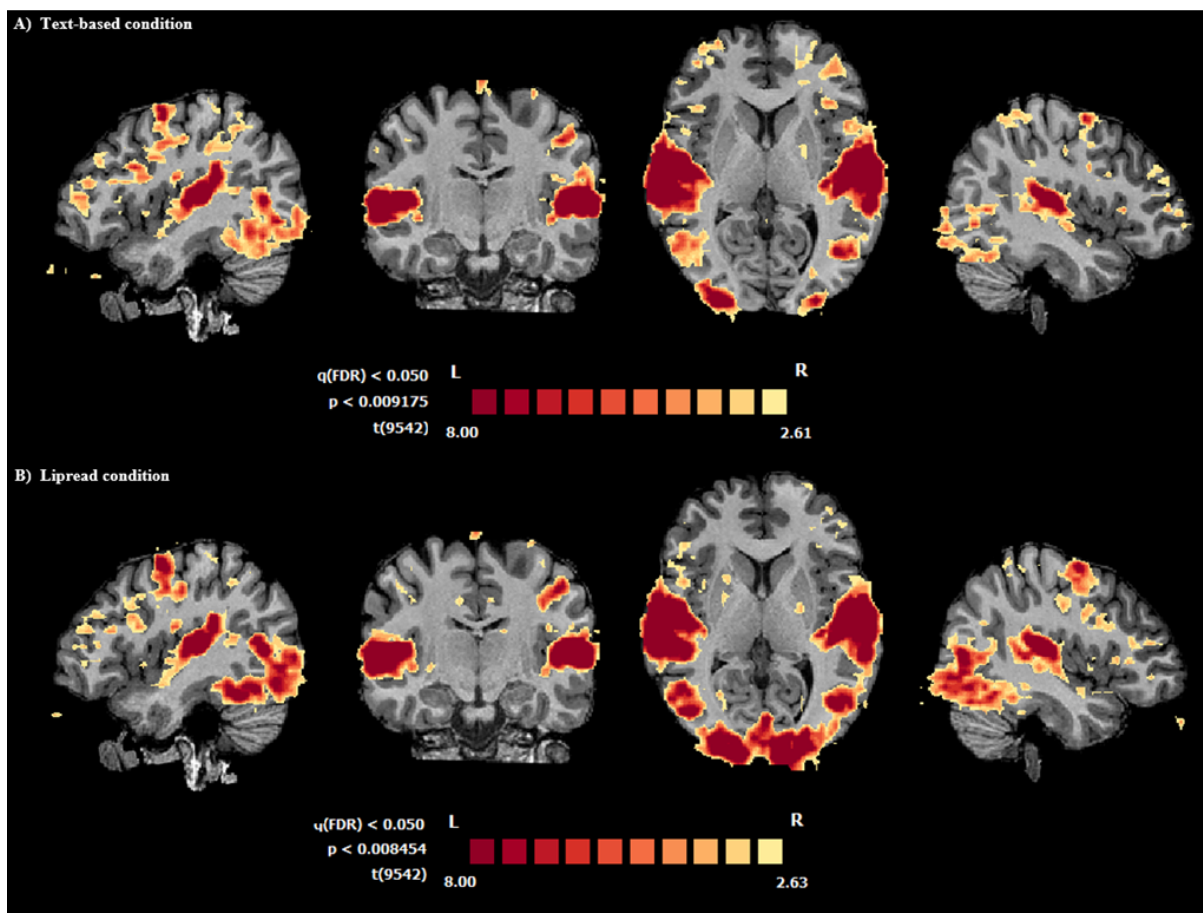 A) Text-based condition
q(FDR) < 0.050 L R
p < 0.009175
t(9542)
8.00 2.61
B) Lipread condition
q(FDR) < 0.050 L R
p < 0.008454
t(9542)
8.00 2.63